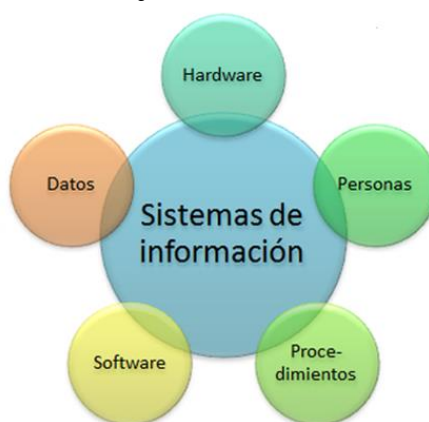 Hardware
Datos
Personas
Sistemas de
información
Software
Proce-
dimientos